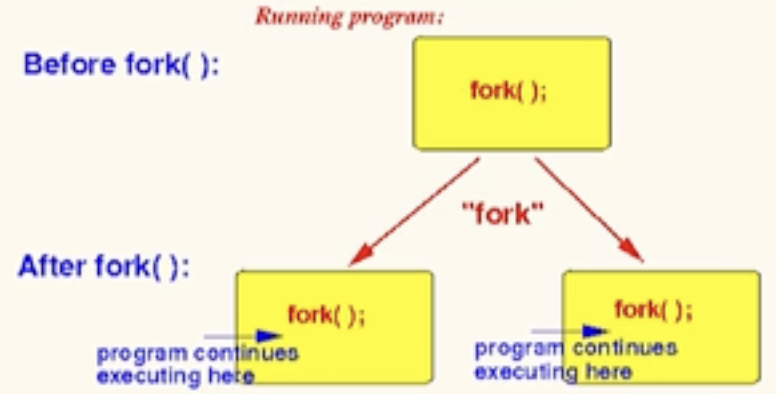 Running program:
Before fork( ):
fork( );
"fork"
After fork( ):
fork( );
program continues
executing here
fork( );
program continues
executing here